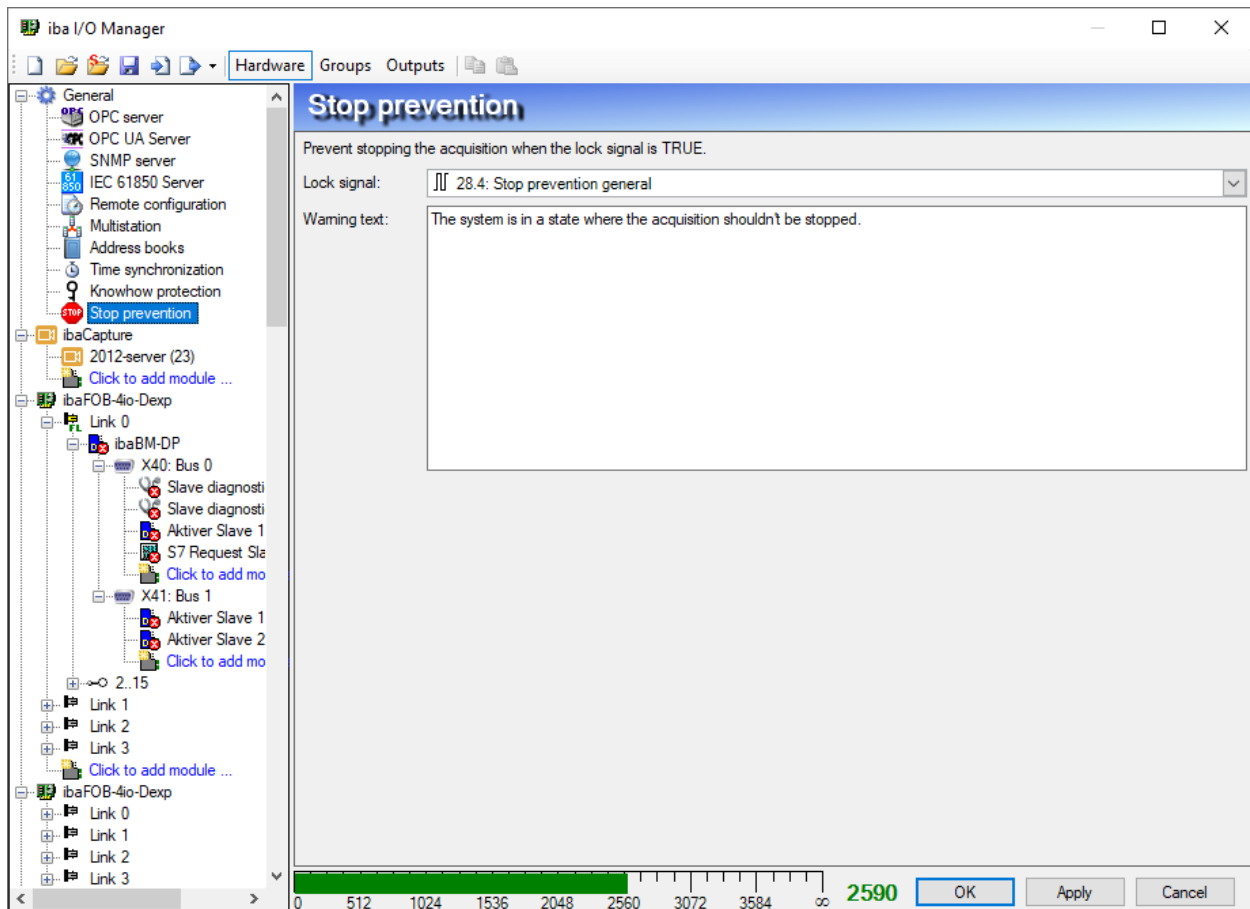 iba I/O Manager
Hardware Groups Outputs
General
OPC server
OPC UA Server
SNMP server
IEC 61850 Server
Remote configuration
Multistation
Address books
Time synchronization
Knowhow protection
STOP Stop prevention
ibaCapture
2012-server (23)
Click to add module ...
ibaFOB-4io-Dexp
FL Link 0
ibaBM-DP
X40: Bus 0
Slave diagnosti
Slave diagnosti
Aktiver Slave 1
S7 Request Sla
Click to add mo
X41: Bus 1
Aktiver Slave 1
Aktiver Slave 2
Click to add mo
2..15
Link 1
Link 2
Link 3
Click to add module ...
ibaFOB-4io-Dexp
Link 0
Link 1
Link 2
Link 3
Stop prevention
Prevent stopping the acquisition when the lock signal is TRUE.
Lock signal: 28.4: Stop prevention general
Warning text: The system is in a state where the acquisition shouldn't be stopped.
0 512 1024 1536 2048 2560 3072 3584 ∞
2590 OK Apply Cancel